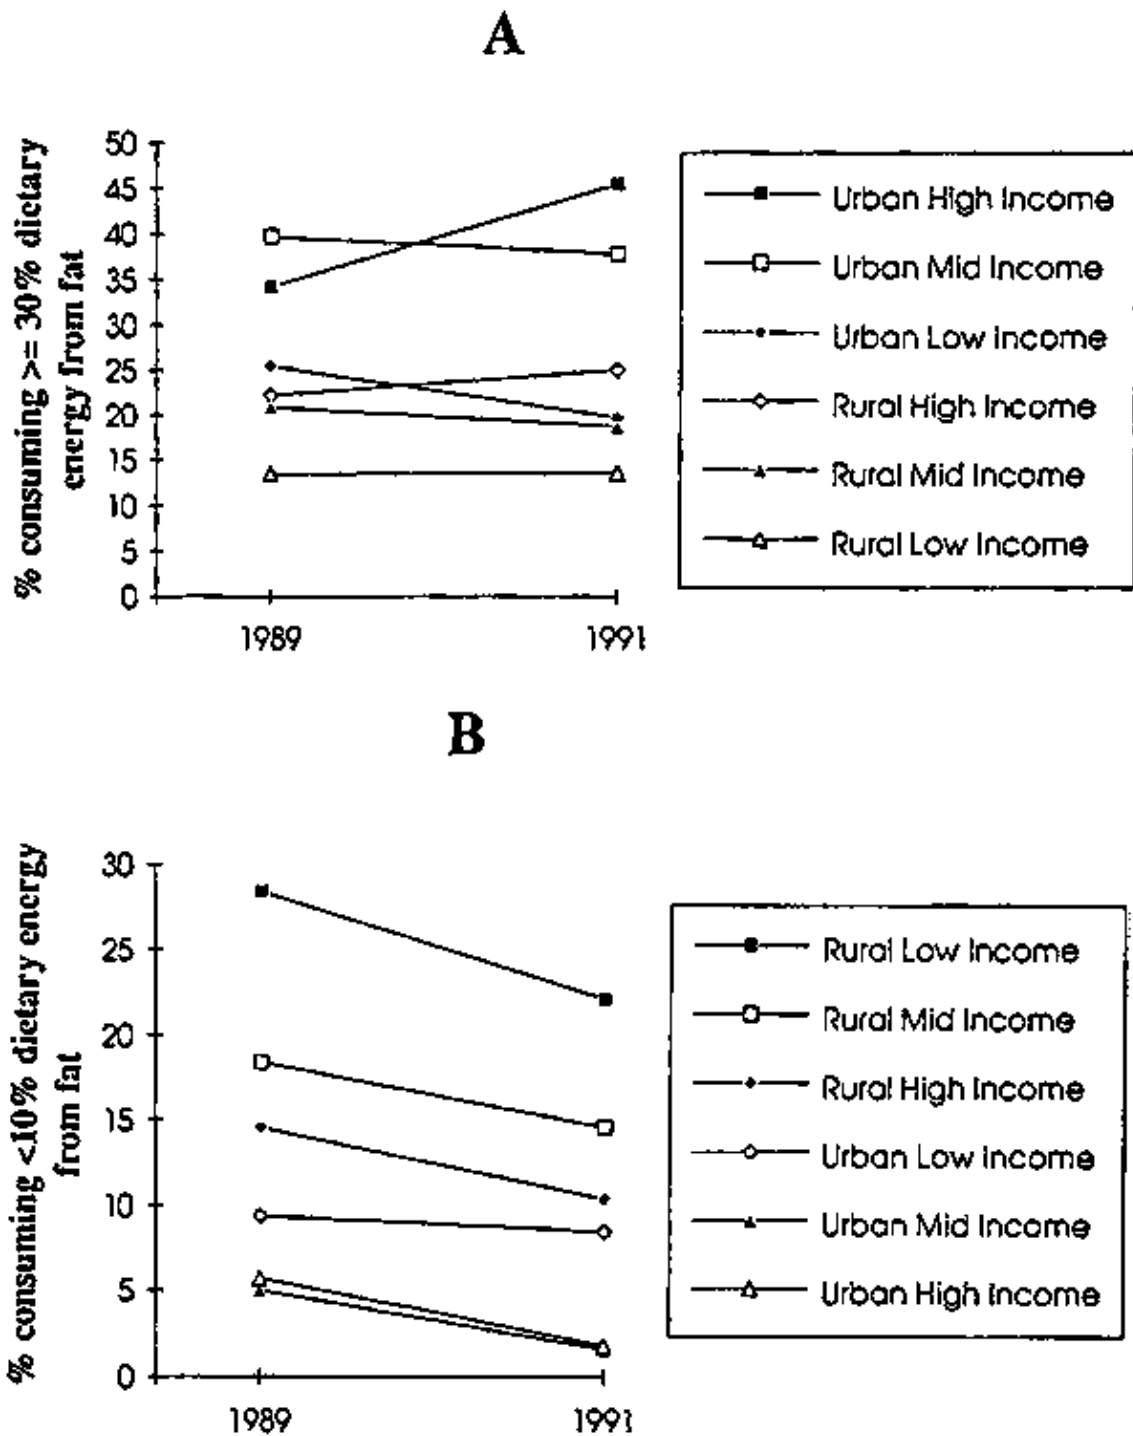 A
% consuming >= 30% dietary
energy from fat
50
45
40
35
30
25
20
15
10
5
0
1989
1991
Urban High Income
Urban Mid Income
Urban Low Income
Rural High Income
Rural Mid Income
Rural Low Income
B
% consuming <10% dietary energy
from fat
30
25
20
15
10
5
0
1989
1991
Rural Low Income
Rural Mid Income
Rural High Income
Urban Low Income
Urban Mid Income
Urban High Income